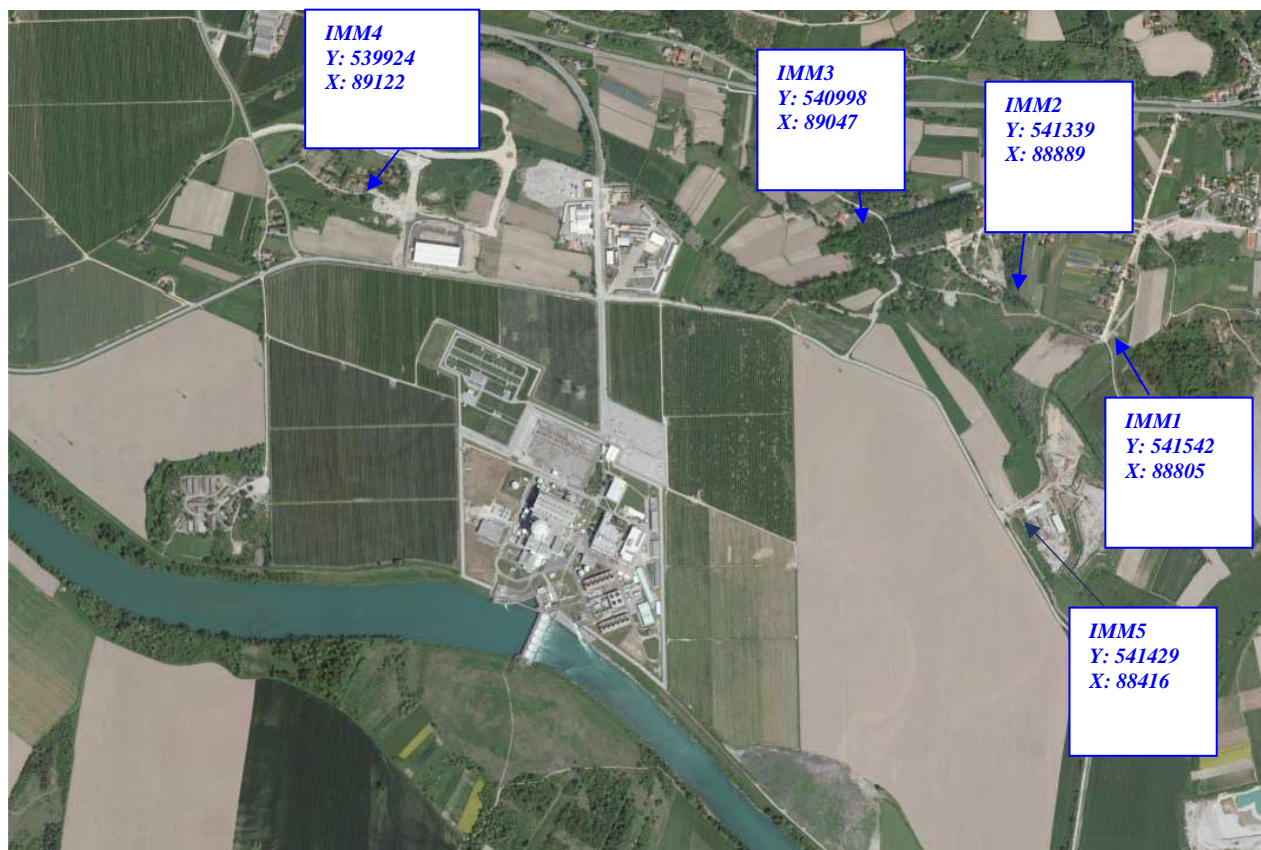 IMM4
Y: 539924
X: 89122
IMM3
Y: 540998
X: 89047
IMM2
Y: 541339
X: 88889
IMM1
Y: 541542
X: 88805
IMM5
Y: 541429
X: 88416